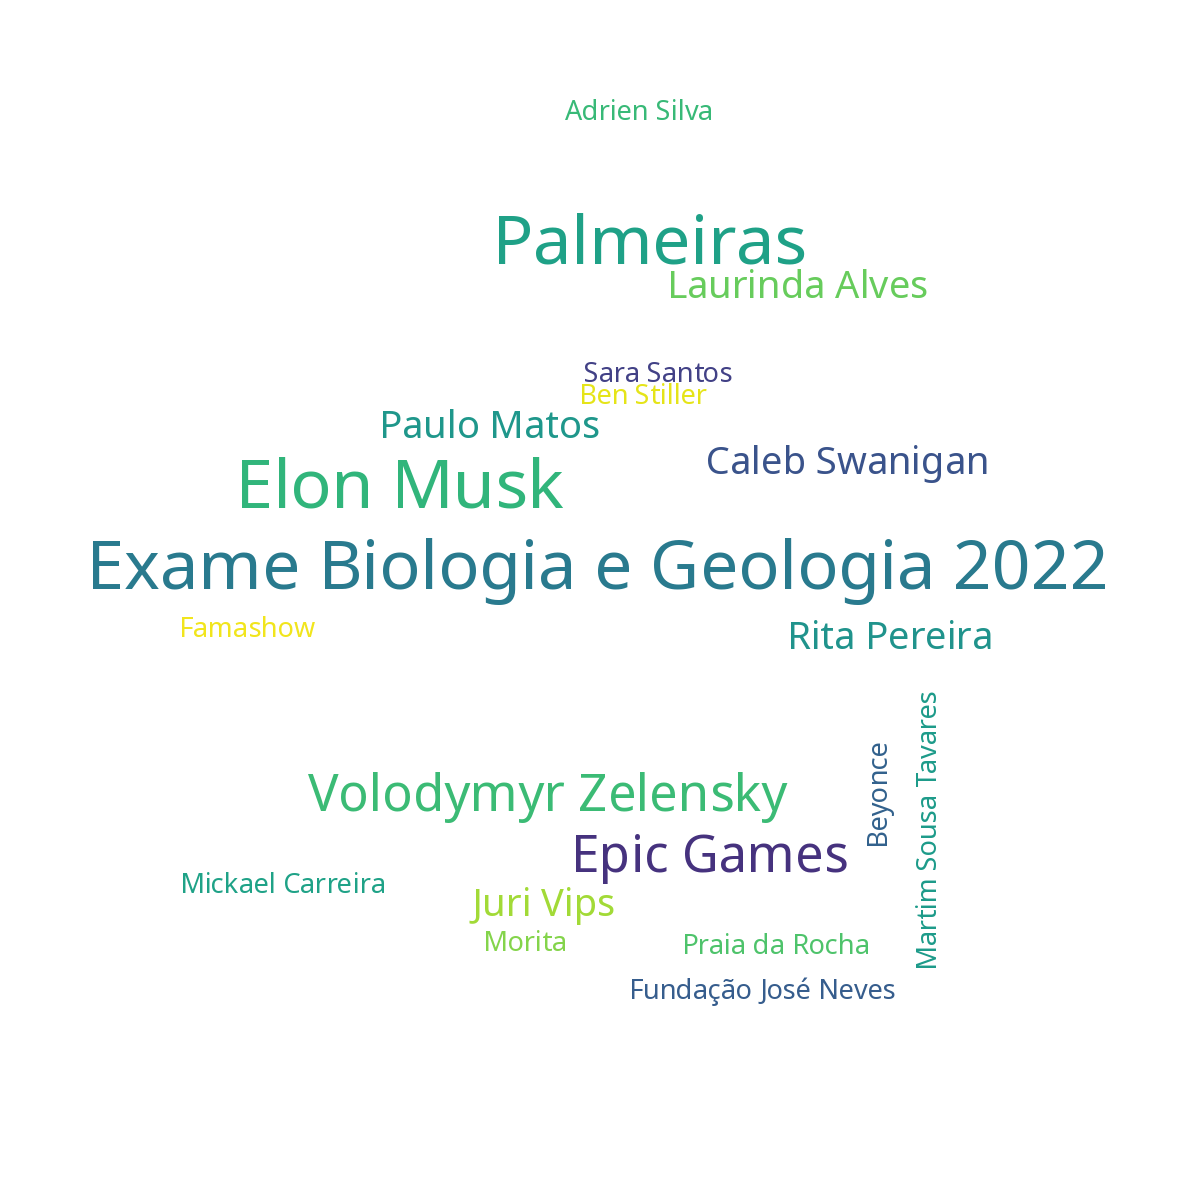 Adrien Silva
Palmeiras
Laurinda Alves
Sara Santos
Ben Stiller
Paulo Matos
Caleb Swanigan
Elon Musk
Exame Biologia e Geologia 2022
Famashow
Rita Pereira
Martim Sousa Tavares
Beyonce
Volodymyr Zelensky
Epic Games
Mickael Carreira
Juri Vips
Morita
Praia da Rocha
Fundação José Neves